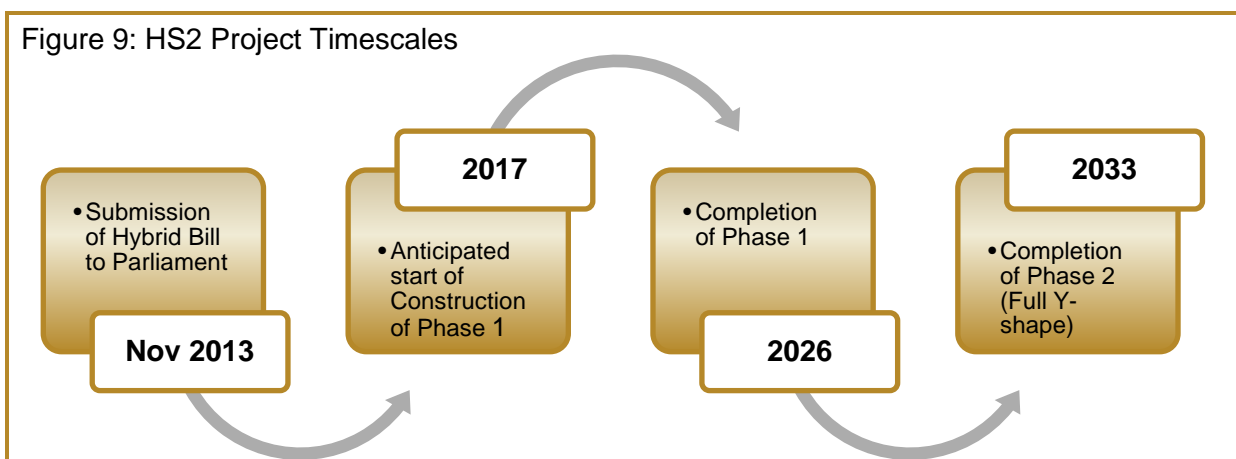 Figure 9: HS2 Project Timescales
•Submission
of Hybrid Bill
to Parliament
Nov 2013
2017
•Anticipated
start of
Construction
of Phase 1
•Completion
of Phase 1
2026
2033
•Completion
of Phase 2
(Full Y-
shape)